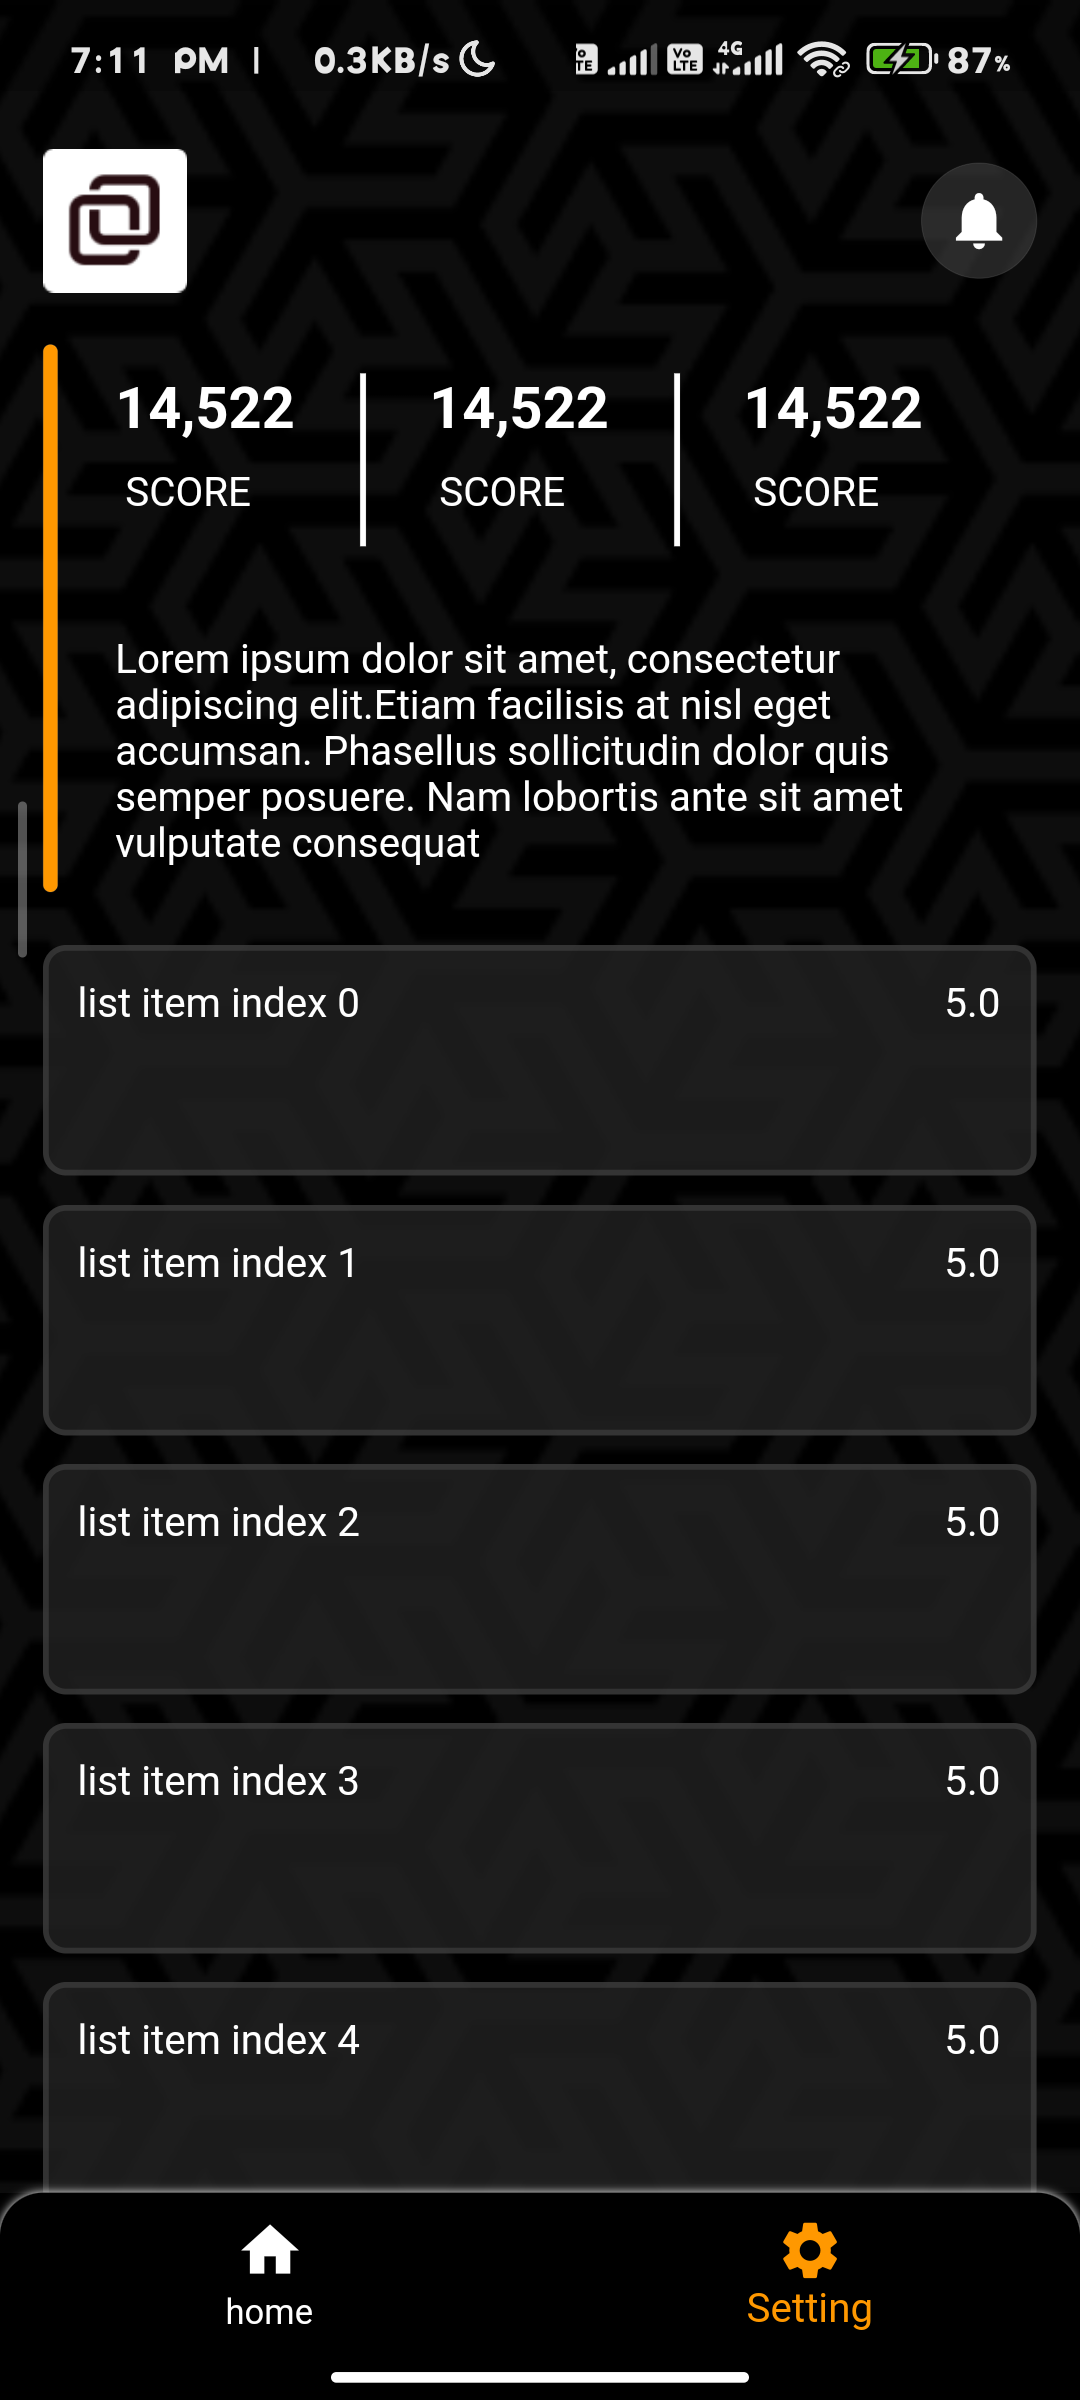 7:11 PM | 0.3KB/s 4G 87%
14,522 14,522 14,522
SCORE SCORE SCORE
Lorem ipsum dolor sit amet, consectetur
adipiscing elit.Etiam facilisis at nisl eget
accumsan. Phasellus sollicitudin dolor quis
semper posuere. Nam lobortis ante sit amet
vulputate consequat
list item index 0 5.0
list item index 1 5.0
list item index 2 5.0
list item index 3 5.0
list item index 4 5.0
home Setting